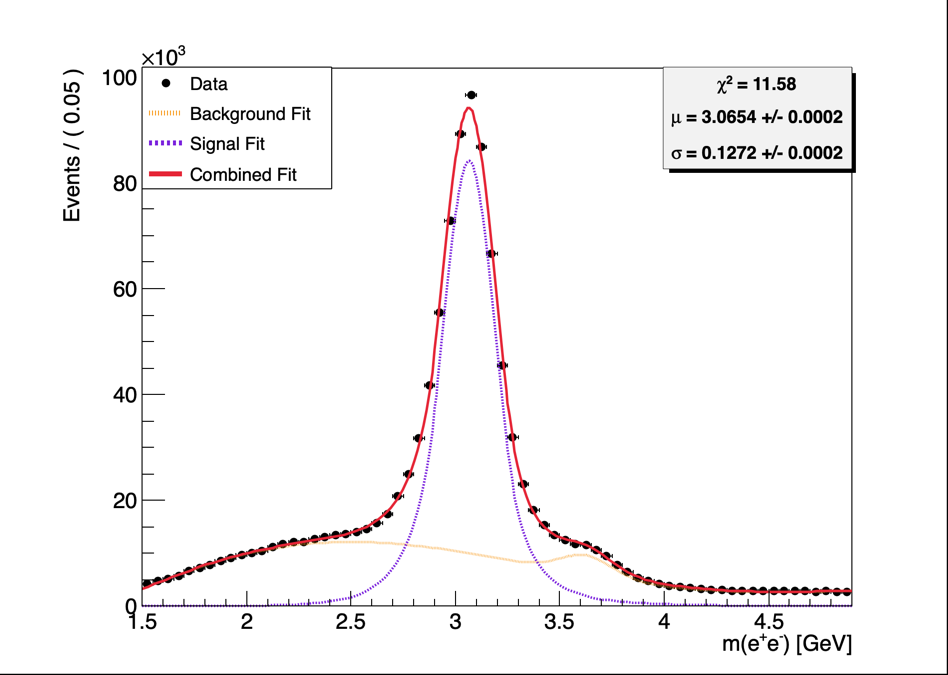 ×10³
100
80
60
40
20
0
Events / ( 0.05 )
Data
Background Fit
Signal Fit
Combined Fit
χ² = 11.58
μ = 3.0654 +/- 0.0002
σ = 0.1272 +/- 0.0002
1.5 2 2.5 3 3.5 4 4.5
m(e⁺e⁻) [GeV]